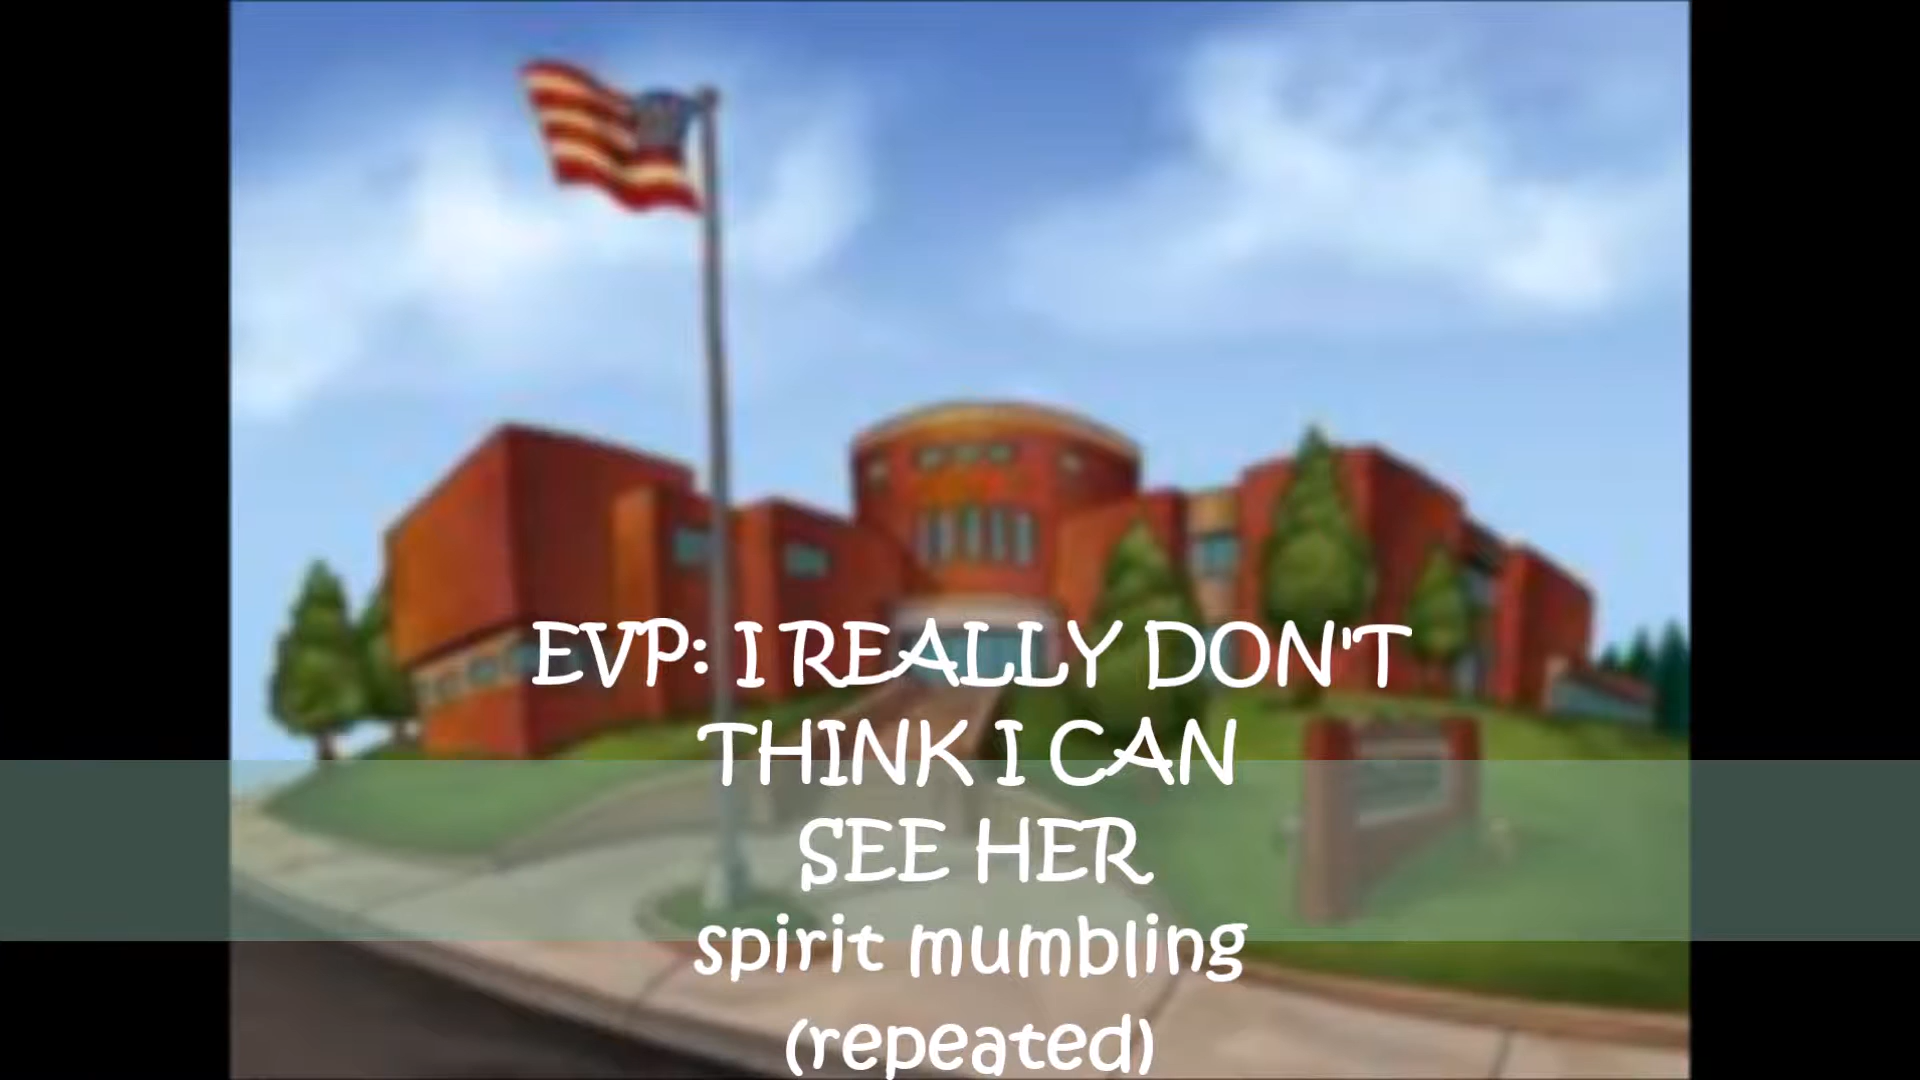 EVP: I REALLY DON'T
THINK I CAN
SEE HER
spirit mumbling
(repeated)